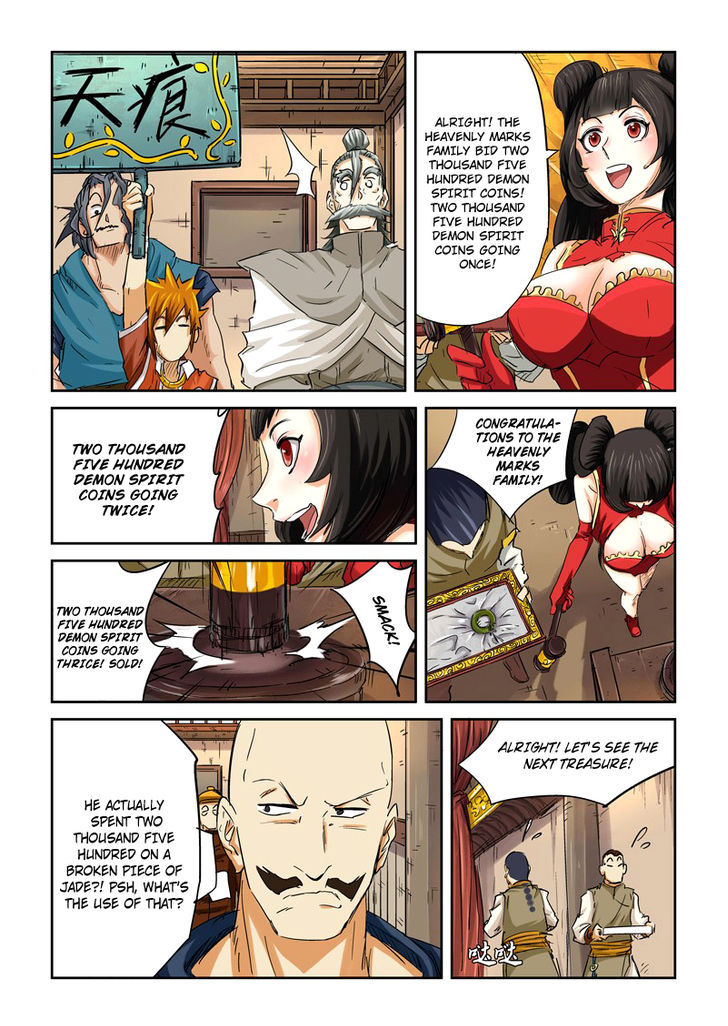 天痕
ALRIGHT! THE
HEAVENLY MARKS
FAMILY BID TWO
THOUSAND FIVE
HUNDRED DEMON
SPIRIT COINS!
TWO THOUSAND
FIVE HUNDRED
DEMON SPIRIT
COINS GOING
ONCE!
TWO THOUSAND
FIVE HUNDRED
DEMON SPIRIT
COINS GOING
TWICE!
CONGRATULA-
TIONS TO THE
HEAVENLY
MARKS
FAMILY!
TWO THOUSAND
FIVE HUNDRED
DEMON SPIRIT
COINS GOING
THRICE! SOLD!
SMACK!
HE ACTUALLY
SPENT TWO
THOUSAND FIVE
HUNDRED ON A
BROKEN PIECE OF
JADE?! PSH, WHAT'S
THE USE OF THAT?
ALRIGHT! LET'S SEE THE
NEXT TREASURE!
哒哒